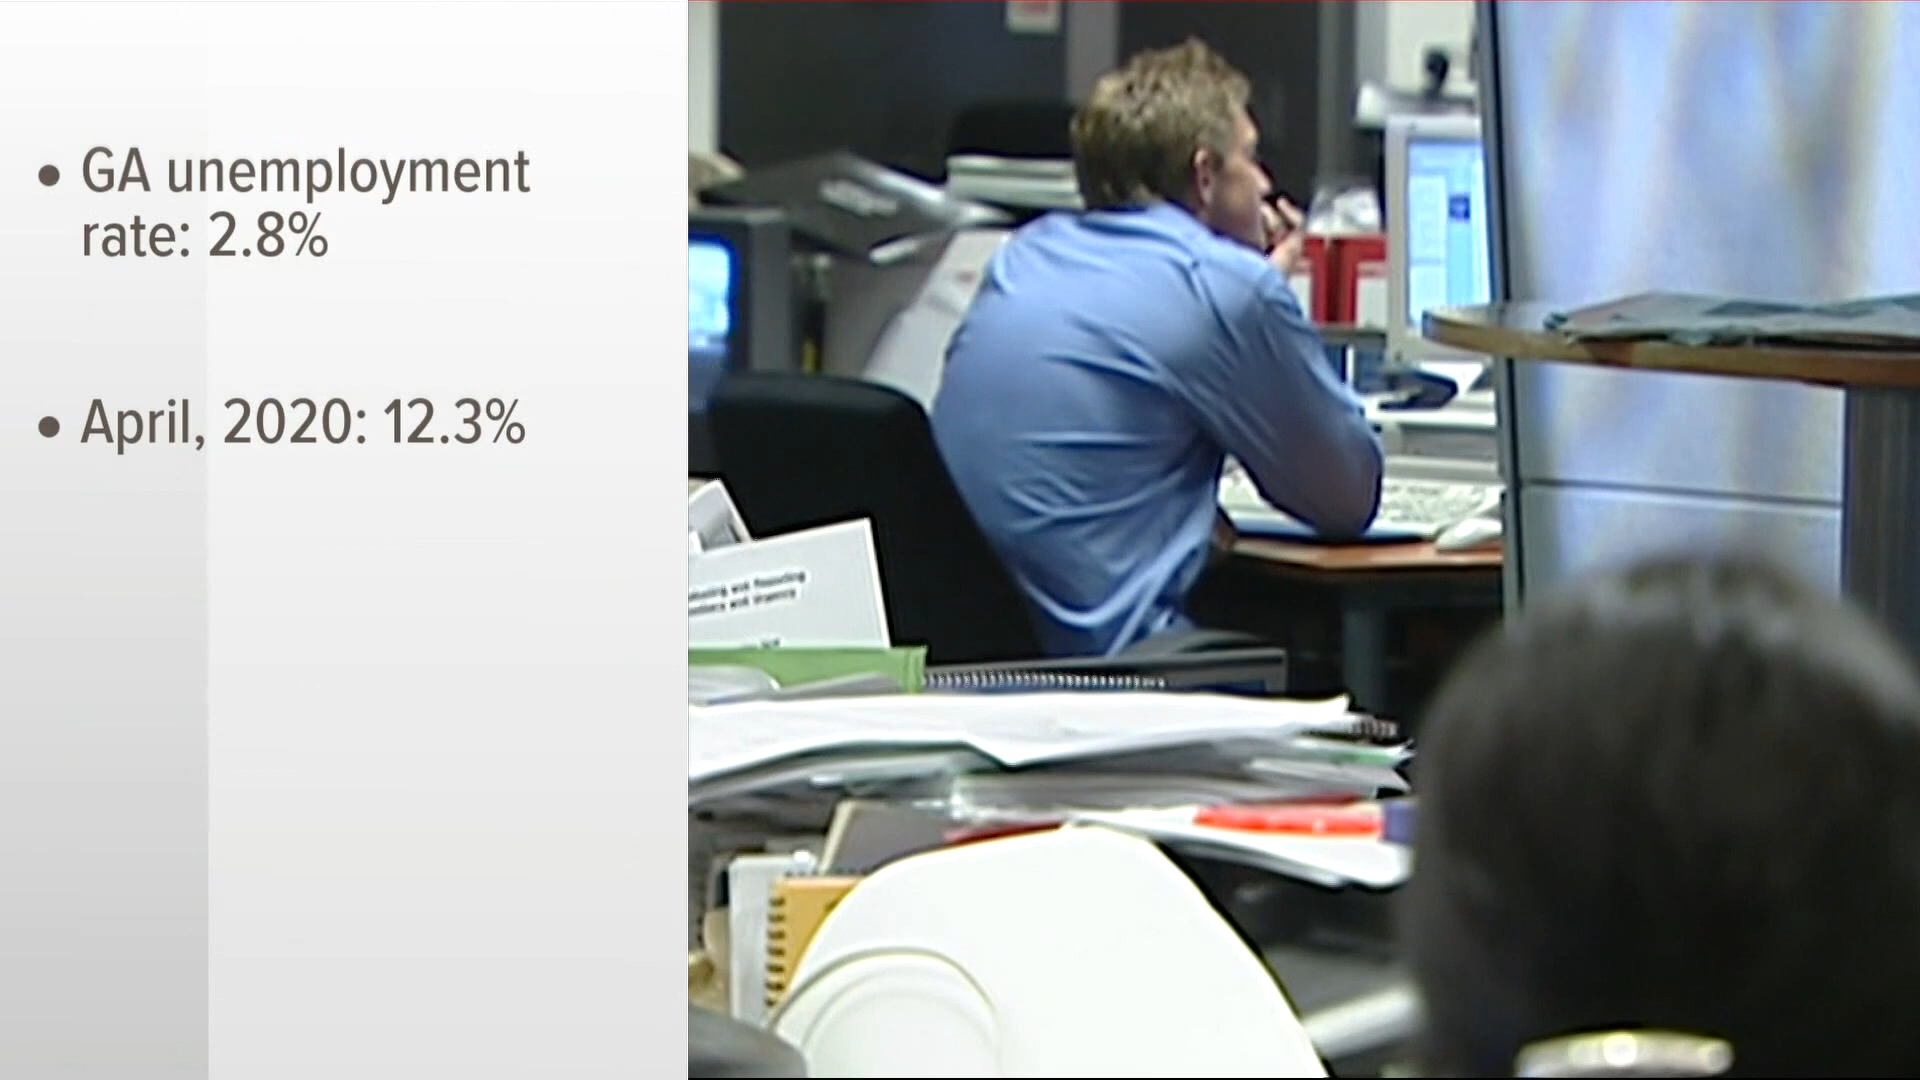 • GA unemployment
rate: 2.8%
• April, 2020: 12.3%